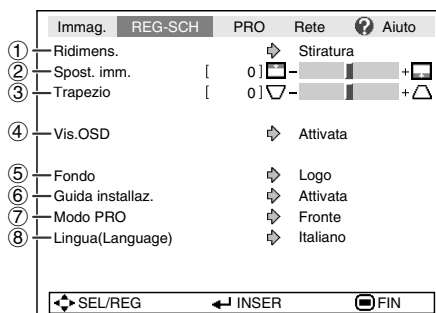 Immag. REG-SCH PRO Rete ? Aiuto
① Ridimens. Stiratura
② Spost. imm. [ 0 ] - +
③ Trapezio [ 0 ] - +
④ Vis.OSD Attivata
⑤ Fondo Logo
⑥ Guida installaz. Attivata
⑦ Modo PRO Fronte
⑧ Lingua(Language) Italiano
SEL/REG INSER FIN